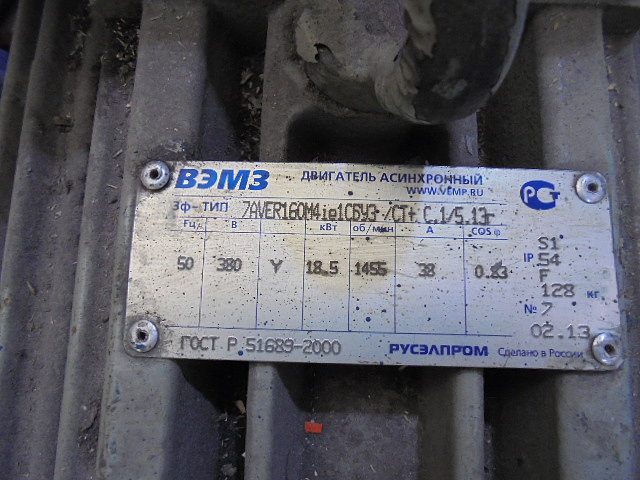 ВЭМЗ ДВИГАТЕЛЬ АСИНХРОННЫЙ
WWW.VEMP.RU
РСт
3ф- ТИП 7AVER160M4ie1СБУ3 /СТ+ С.1/5.13
Гц В кВт об/мин А COS φ
50 380 Y 18.5 1455 38 0.83
S1
IP 54
F
128 кг
№ 7
02.13
ГОСТ Р 51689-2000 РУСЭЛПРОМ Сделано в России